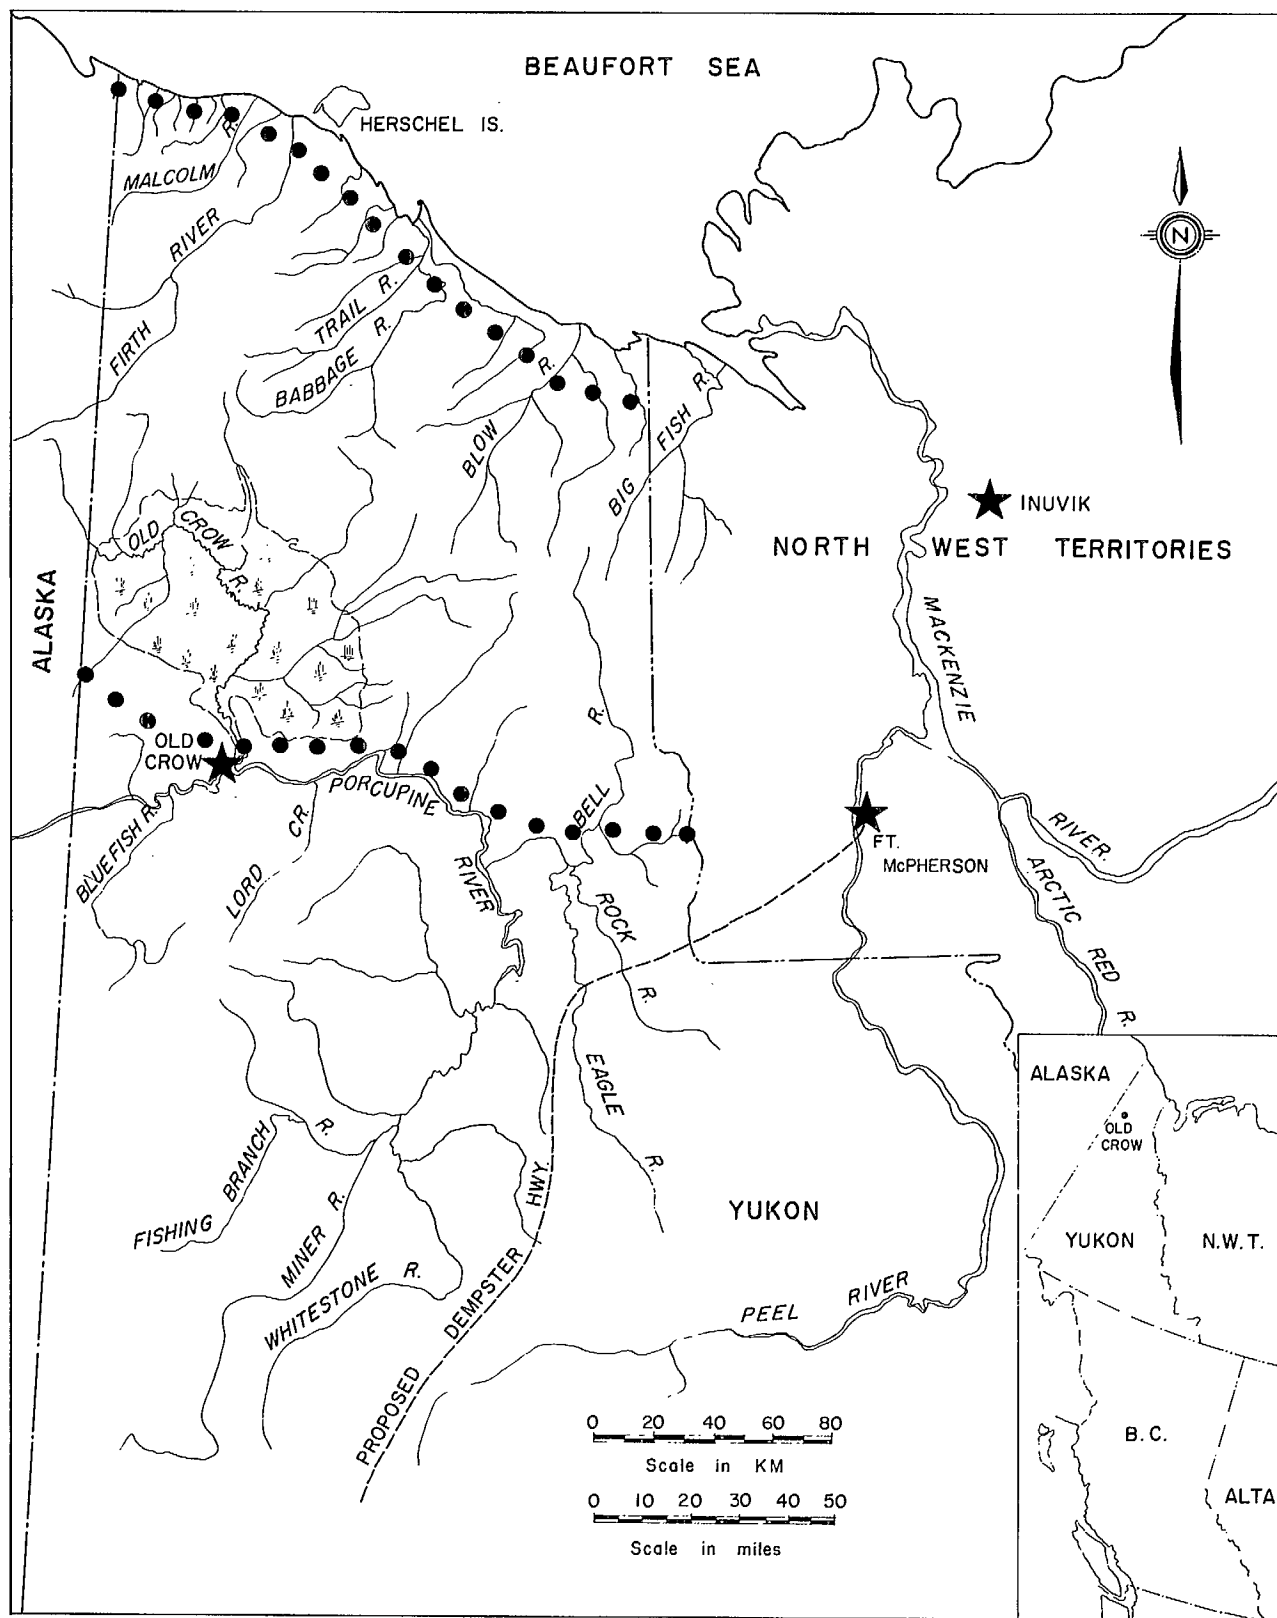 BEAUFORT SEA
HERSCHEL IS.
MALCOLM R.
FIRTH RIVER
TRAIL R.
BABBAGE R.
BLOW R.
BIG FISH R.
N
INUVIK
NORTH WEST TERRITORIES
OLD CROW R.
ALASKA
MACKENZIE RIVER.
OLD
CROW
PORCUPINE RIVER
BELL R.
BLUEFISH R.
LORD CR.
FT.
McPHERSON
ROCK R.
ARCTIC RED R.
EAGLE R.
FISHING BRANCH R.
MINER R.
WHITESTONE R.
PROPOSED DEMPSTER HWY.
YUKON
PEEL RIVER
0 20 40 60 80
Scale in KM
0 10 20 30 40 50
Scale in miles
ALASKA
OLD
CROW
YUKON
N.W.T.
B.C.
ALTA